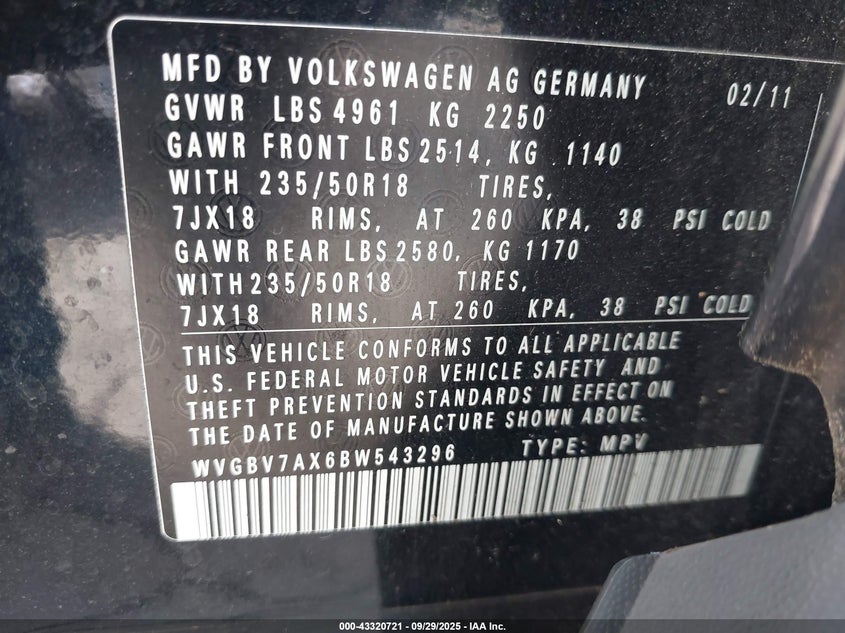 MFD BY VOLKSWAGEN AG GERMANY 02/11
GVWR LBS 4961 KG 2250
GAWR FRONT LBS 2514, KG 1140
WITH 235/50R18 TIRES,
7JX18 RIMS, AT 260 KPA, 38 PSI COLD
GAWR REAR LBS 2580, KG 1170
WITH 235/50R18 TIRES,
7JX18 RIMS, AT 260 KPA, 38 PSI COLD
THIS VEHICLE CONFORMS TO ALL APPLICABLE
U.S. FEDERAL MOTOR VEHICLE SAFETY AND
THEFT PREVENTION STANDARDS IN EFFECT ON
THE DATE OF MANUFACTURE SHOWN ABOVE.
WVGBV7AX6BW543296 TYPE: MPV
000-43320721 - 09/29/2025 - IAA Inc.